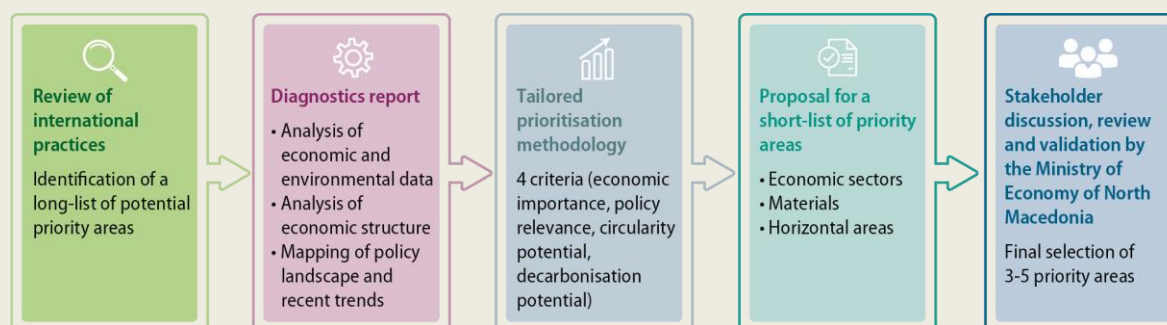 Review of
international
practices
Identification of a
long-list of potential
priority areas
Diagnostics report
• Analysis of
economic and
environmental data
• Analysis of
economic structure
• Mapping of policy
landscape and
recent trends
Tailored
prioritisation
methodology
4 criteria (economic
importance, policy
relevance, circularity
potential,
decarbonisation
potential)
Proposal for a
short-list of priority
areas
• Economic sectors
• Materials
• Horizontal areas
Stakeholder
discussion, review
and validation by
the Ministry of
Economy of North
Macedonia
Final selection of
3-5 priority areas